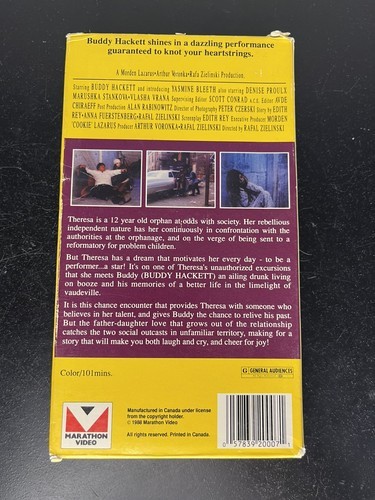 Buddy Hackett shines in a dazzling performance
guaranteed to knot your heartstrings.
A Morden Lazarus•Arthur Voronka•Rafa Zielinski Production.
Starring BUDDY HACKETT and introducing YASMINE BLEETH also starring DENISE PROULX
MARUSHKA STANKOVA•VLASHA VRANA Supervising Editor SCOTT CONRAD A.C.E. Editor AVDE
CHIRAEFF Post Production ALAN RABINOWITZ Director of Photography PETER CZERSKI Story by EDITH
REY•ANNA FUERSTENBERG•RAFAL ZIELINSKI Screenplay EDITH REY Executive Producer MORDEN
'COOKIE' LAZARUS Producer ARTHUR VORONKA•RAFAL ZIELINSKI Directed by RAFAL ZIELINSKI
Theresa is a 12 year old orphan at odds with society. Her rebellious
independent nature has her continuously in confrontation with the
authorities at the orphanage, and on the verge of being sent to a
reformatory for problem children.
But Theresa has a dream that motivates her every day - to be a
performer...a star! It's on one of Theresa's unauthorized excursions
that she meets Buddy (BUDDY HACKETT) an ailing drunk living
on booze and his memories of a better life in the limelight of
vaudeville.
It is this chance encounter that provides Theresa with someone who
believes in her talent, and gives Buddy the chance to relive his past.
But the father-daughter love that grows out of the relationship
catches the two social outcasts in unfamiliar territory, making for a
story that will make you both laugh and cry, and cheer for joy!
Color/101mins.
G GENERAL AUDIENCES
MARATHON
VIDEO
Manufactured in Canada under license
from the copyright holder.
© 1988 Marathon Video
All rights reserved. Printed in Canada.
0 57839 20007